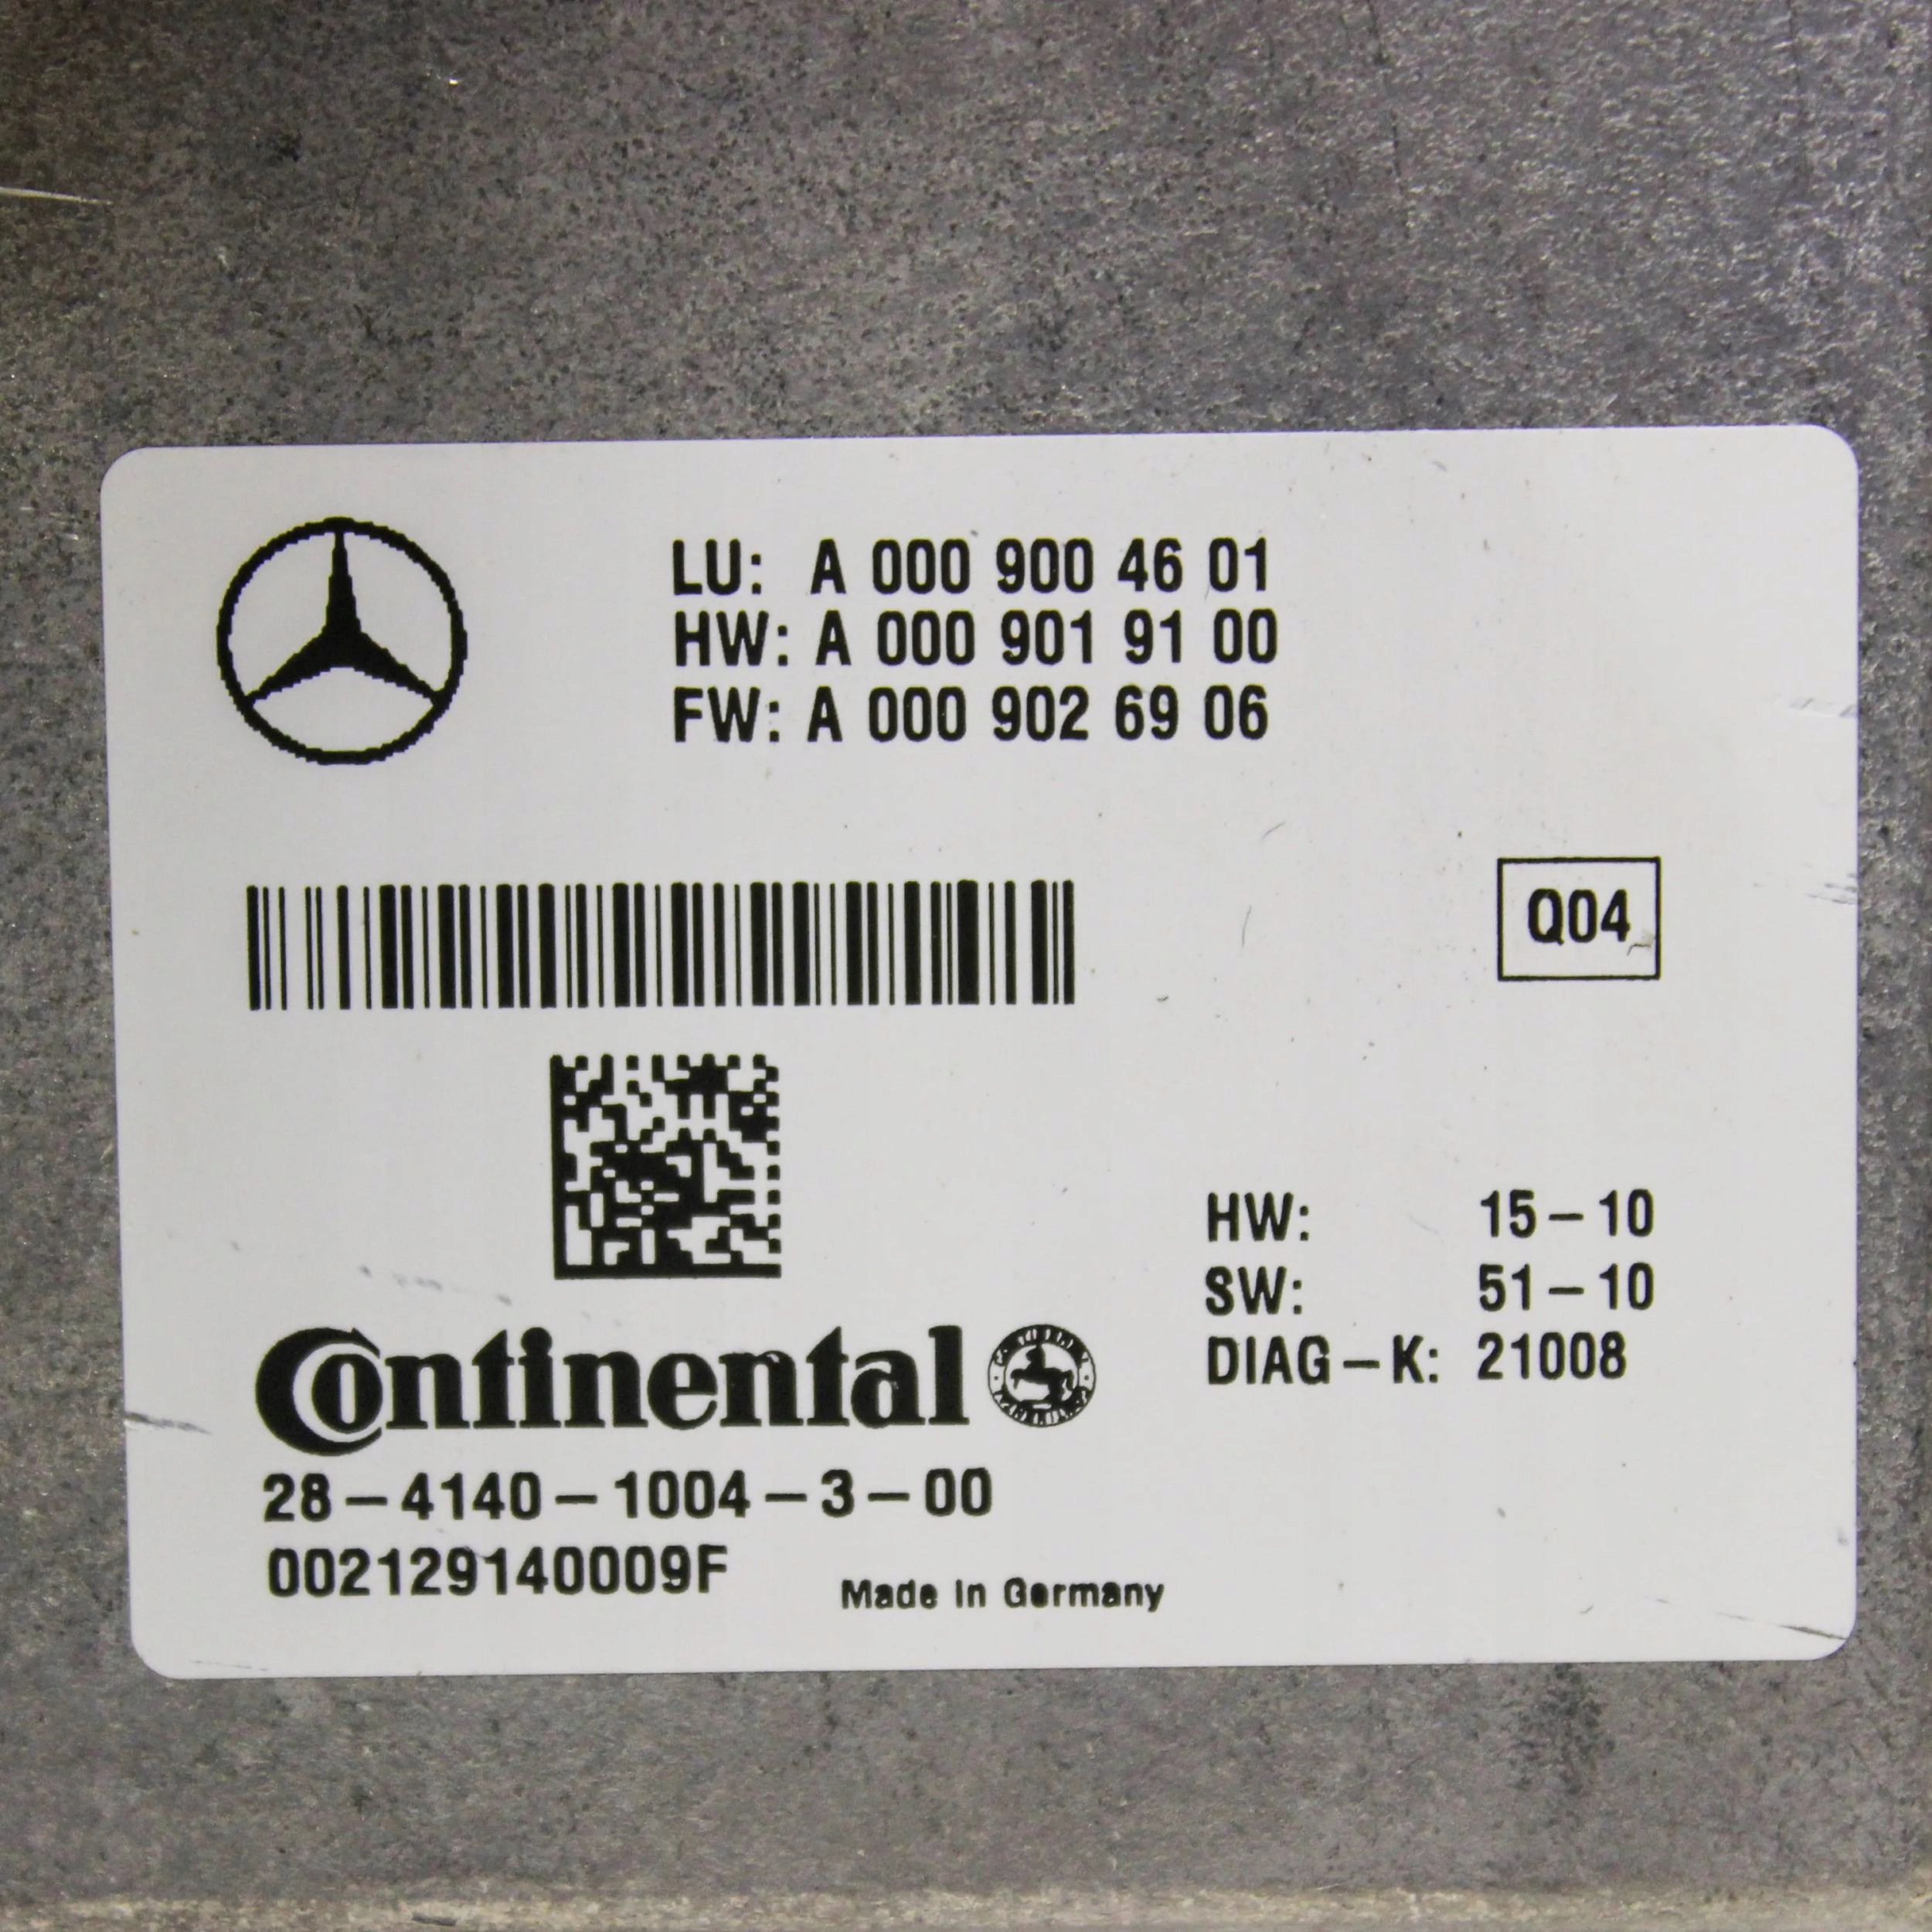 LU: A 000 900 46 01
HW: A 000 901 91 00
FW: A 000 902 69 06
Q04
HW: 15-10
SW: 51-10
DIAG-K: 21008
Continental
28-4140-1004-3-00
002129140009F
Made in Germany